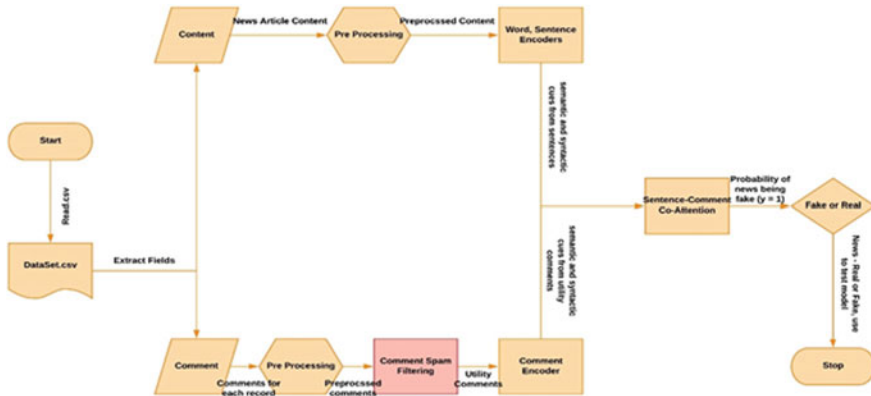 Content
News Article Content
Pre Processing
Preprocssed Content
Word, Sentence
Encoders
Start
Read.csv
DataSet.csv
Extract Fields
semantic and syntactic
cues from sentences
Sentence-Comment
Co-Attention
Probability of
news being
fake (y = 1)
Fake or Real
semantic and syntactic
cues from utility
comments
News - Real or Fake, use
to test model
Comment
Comments for
each record
Pre Processing
Preprocssed
comments
Comment Spam
Filtering
Utility
Comments
Comment
Encoder
Stop